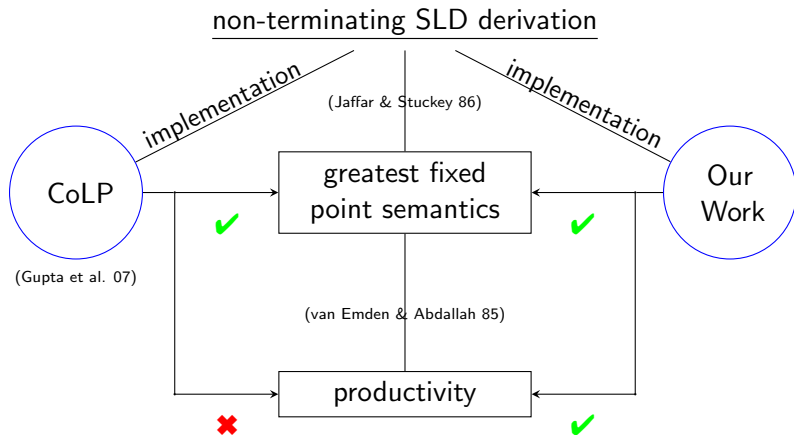 non-terminating SLD derivation
implementation
(Jaffar & Stuckey 86)
implementation
CoLP
greatest fixed
point semantics
Our
Work
(Gupta et al. 07)
(van Emden & Abdallah 85)
productivity